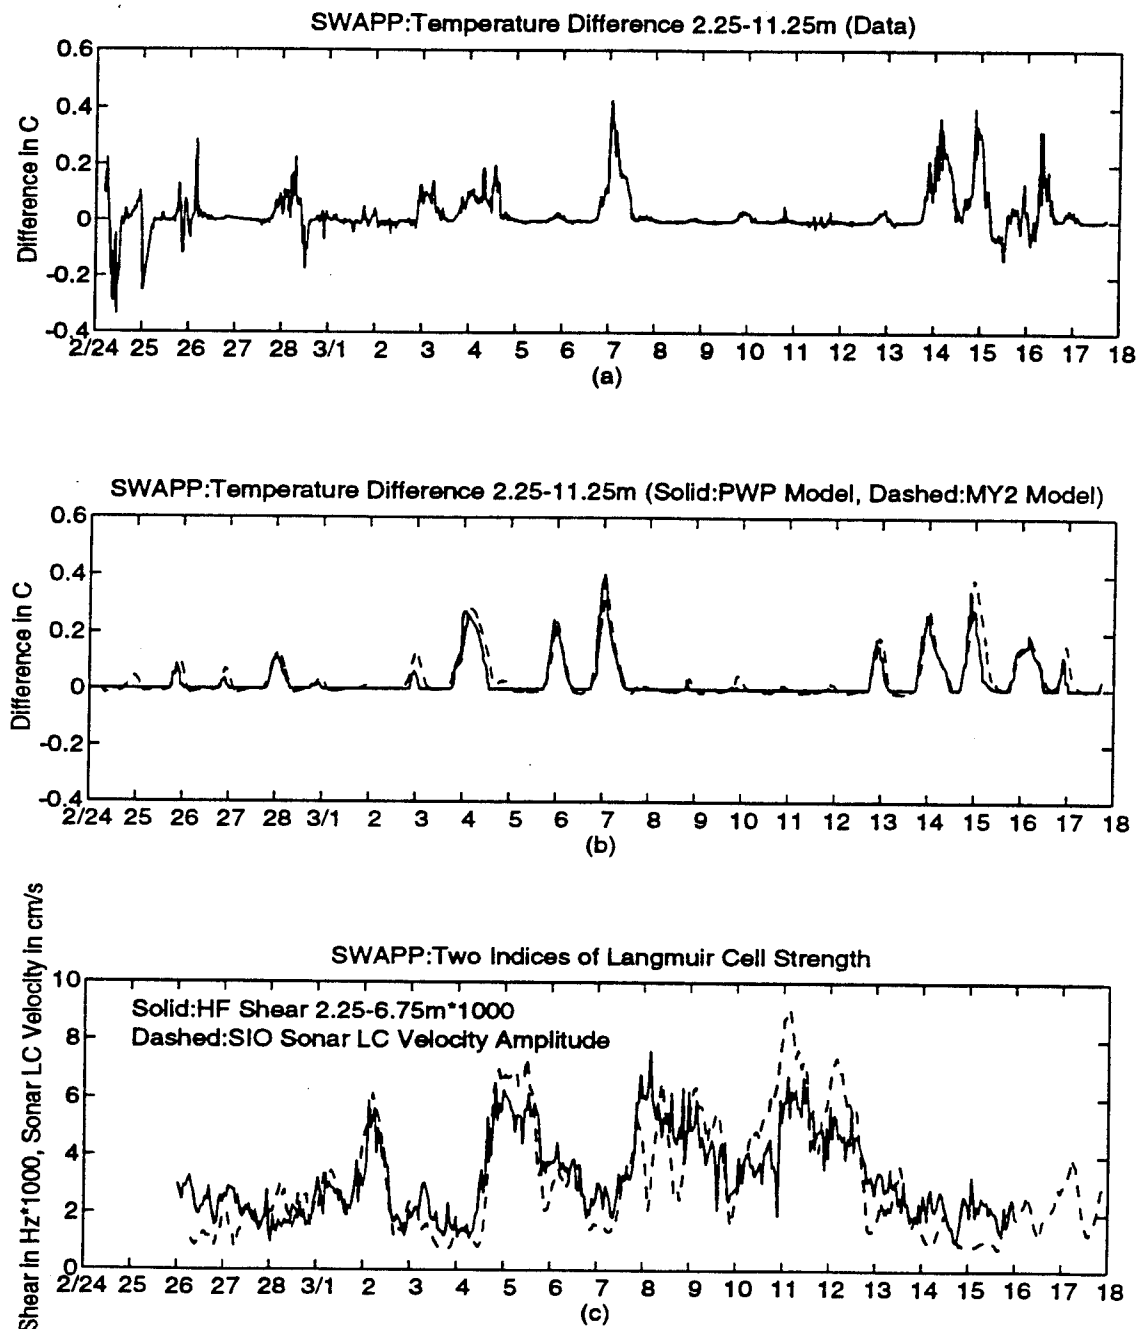 SWAPP:Temperature Difference 2.25-11.25m (Data)
Difference in C
0.6
0.4
0.2
0
-0.2
-0.4
2/24 25 26 27 28 3/1 2 3 4 5 6 7 8 9 10 11 12 13 14 15 16 17 18
(a)
SWAPP:Temperature Difference 2.25-11.25m (Solid:PWP Model, Dashed:MY2 Model)
Difference in C
0.6
0.4
0.2
0
-0.2
-0.4
2/24 25 26 27 28 3/1 2 3 4 5 6 7 8 9 10 11 12 13 14 15 16 17 18
(b)
SWAPP:Two Indices of Langmuir Cell Strength
Shear in Hz*1000, Sonar LC Velocity in cm/s
10
8
6
4
2
0
Solid:HF Shear 2.25-6.75m*1000
Dashed:SIO Sonar LC Velocity Amplitude
2/24 25 26 27 28 3/1 2 3 4 5 6 7 8 9 10 11 12 13 14 15 16 17 18
(c)